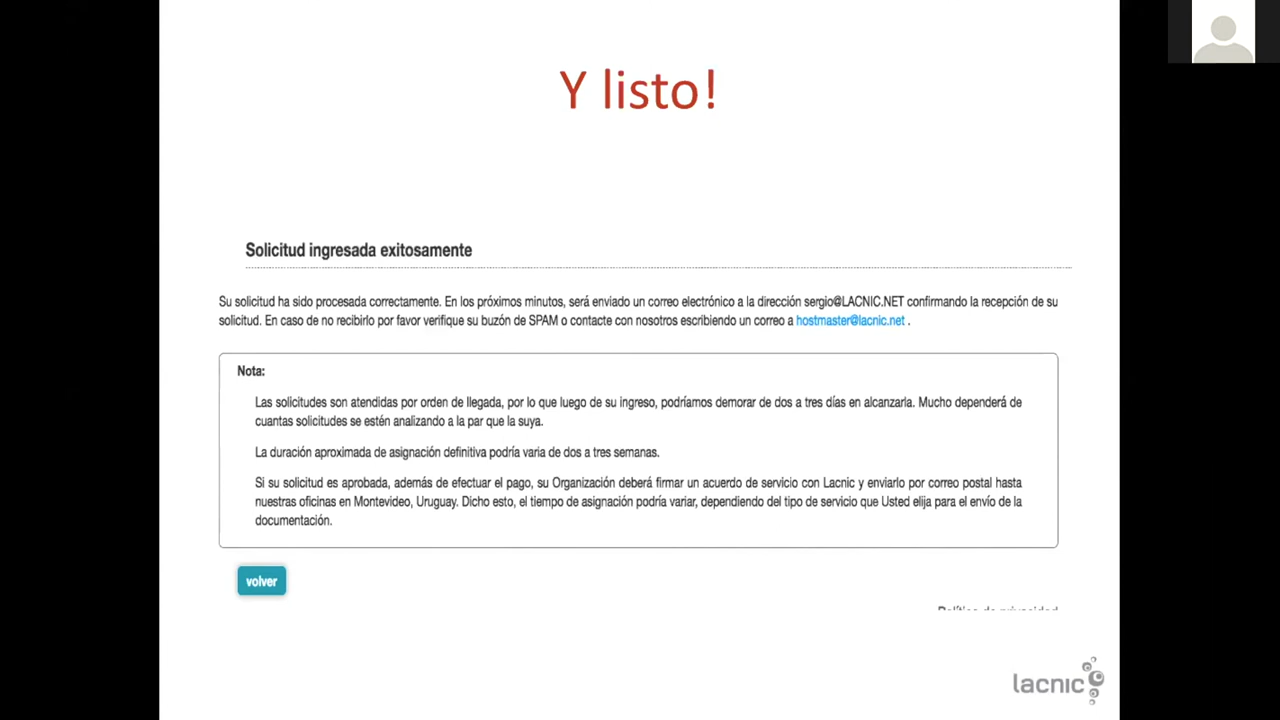 Y listo!
Solicitud ingresada exitosamente
Su solicitud ha sido procesada correctamente. En los próximos minutos, será enviado un correo electrónico a la dirección sergio@LACNIC.NET confirmando la recepción de su
solicitud. En caso de no recibirlo por favor verifique su buzón de SPAM o contacte con nosotros escribiendo un correo a hostmaster@lacnic.net .
Nota:
Las solicitudes son atendidas por orden de llegada, por lo que luego de su ingreso, podríamos demorar de dos a tres días en alcanzarla. Mucho dependerá de
cuantas solicitudes se estén analizando a la par que la suya.
La duración aproximada de asignación definitiva podría varia de dos a tres semanas.
Si su solicitud es aprobada, además de efectuar el pago, su Organización deberá firmar un acuerdo de servicio con Lacnic y enviarlo por correo postal hasta
nuestras oficinas en Montevideo, Uruguay. Dicho esto, el tiempo de asignación podría variar, dependiendo del tipo de servicio que Usted elija para el envío de la
documentación.
volver
Política de privacidad
lacnic